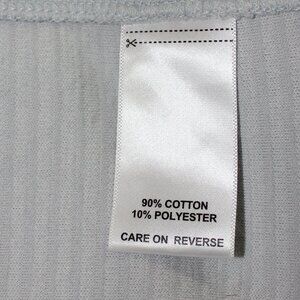 90% COTTON
10% POLYESTER
CARE ON REVERSE